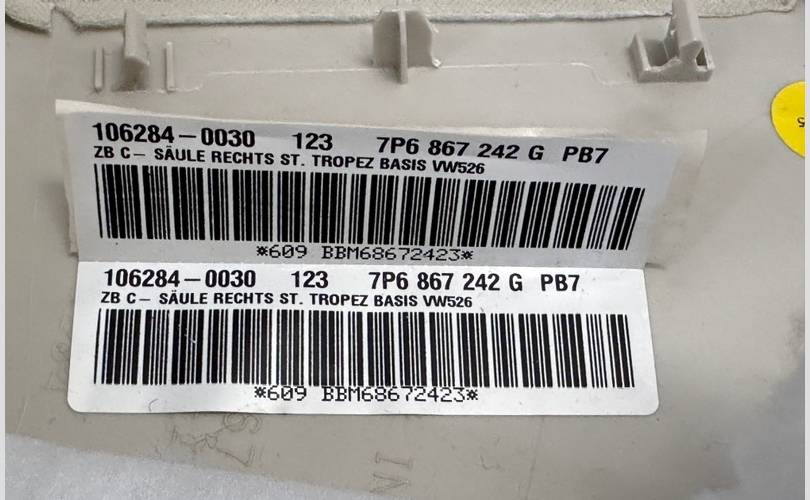 106284-0030 123 7P6 867 242 G PB7
ZB C- SÄULE RECHTS ST. TROPEZ BASIS VW526
*609 BBM68672423*
106284-0030 123 7P6 867 242 G PB7
ZB C- SÄULE RECHTS ST. TROPEZ BASIS VW526
*609 BBM68672423*